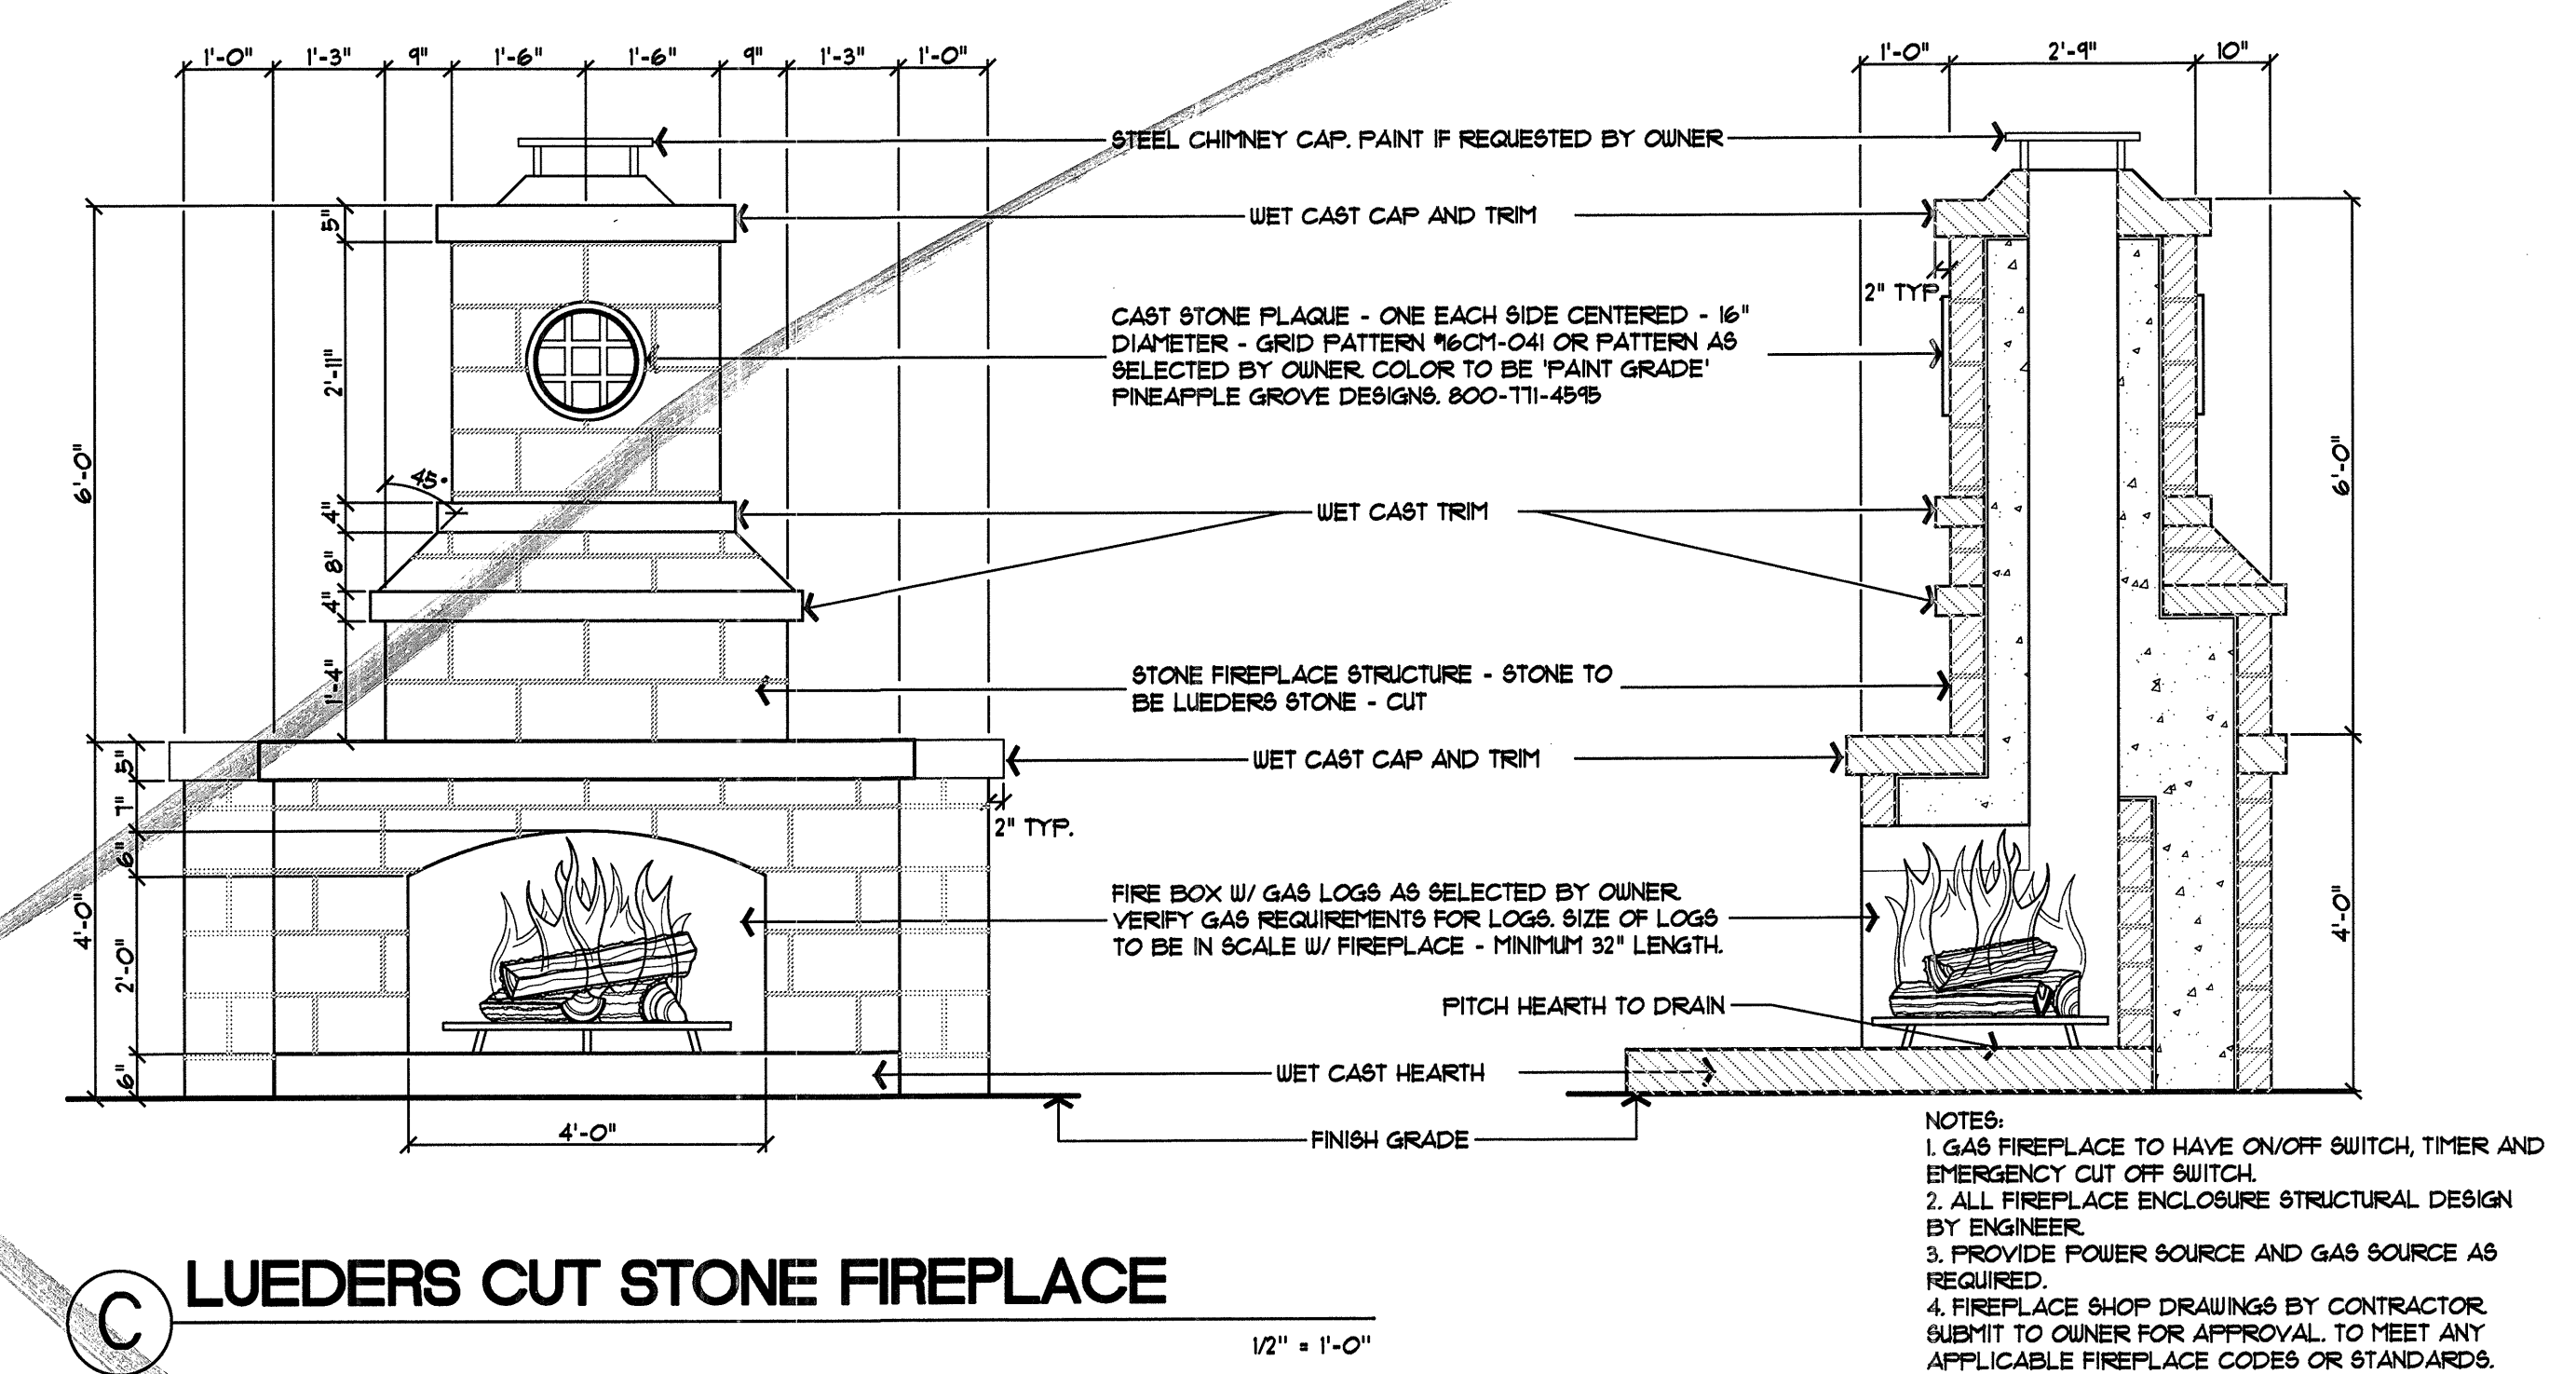 1'-0" 1'-3" 9" 1'-6" 1'-6" 9" 1'-3" 1'-0"
1'-0" 2'-9" 10"
STEEL CHIMNEY CAP. PAINT IF REQUESTED BY OWNER
5"
WET CAST CAP AND TRIM
2" TYP
CAST STONE PLAQUE - ONE EACH SIDE CENTERED - 16"
DIAMETER - GRID PATTERN #16CM-041 OR PATTERN AS
SELECTED BY OWNER. COLOR TO BE 'PAINT GRADE'
PINEAPPLE GROVE DESIGNS. 800-771-4595
2'-11"
6'-0"
6'-0"
45°
4"
WET CAST TRIM
8"
4"
1'-4"
STONE FIREPLACE STRUCTURE - STONE TO
BE LUEDERS STONE - CUT
5"
WET CAST CAP AND TRIM
7"
2" TYP.
6"
4'-0"
4'-0"
FIRE BOX W/ GAS LOGS AS SELECTED BY OWNER.
VERIFY GAS REQUIREMENTS FOR LOGS. SIZE OF LOGS
TO BE IN SCALE W/ FIREPLACE - MINIMUM 32" LENGTH.
2'-0"
PITCH HEARTH TO DRAIN
6"
WET CAST HEARTH
4'-0"
FINISH GRADE
NOTES:
1. GAS FIREPLACE TO HAVE ON/OFF SWITCH, TIMER AND
EMERGENCY CUT OFF SWITCH.
2. ALL FIREPLACE ENCLOSURE STRUCTURAL DESIGN
BY ENGINEER.
3. PROVIDE POWER SOURCE AND GAS SOURCE AS
REQUIRED.
4. FIREPLACE SHOP DRAWINGS BY CONTRACTOR.
SUBMIT TO OWNER FOR APPROVAL. TO MEET ANY
APPLICABLE FIREPLACE CODES OR STANDARDS.
C
LUEDERS CUT STONE FIREPLACE
1/2" = 1'-0"